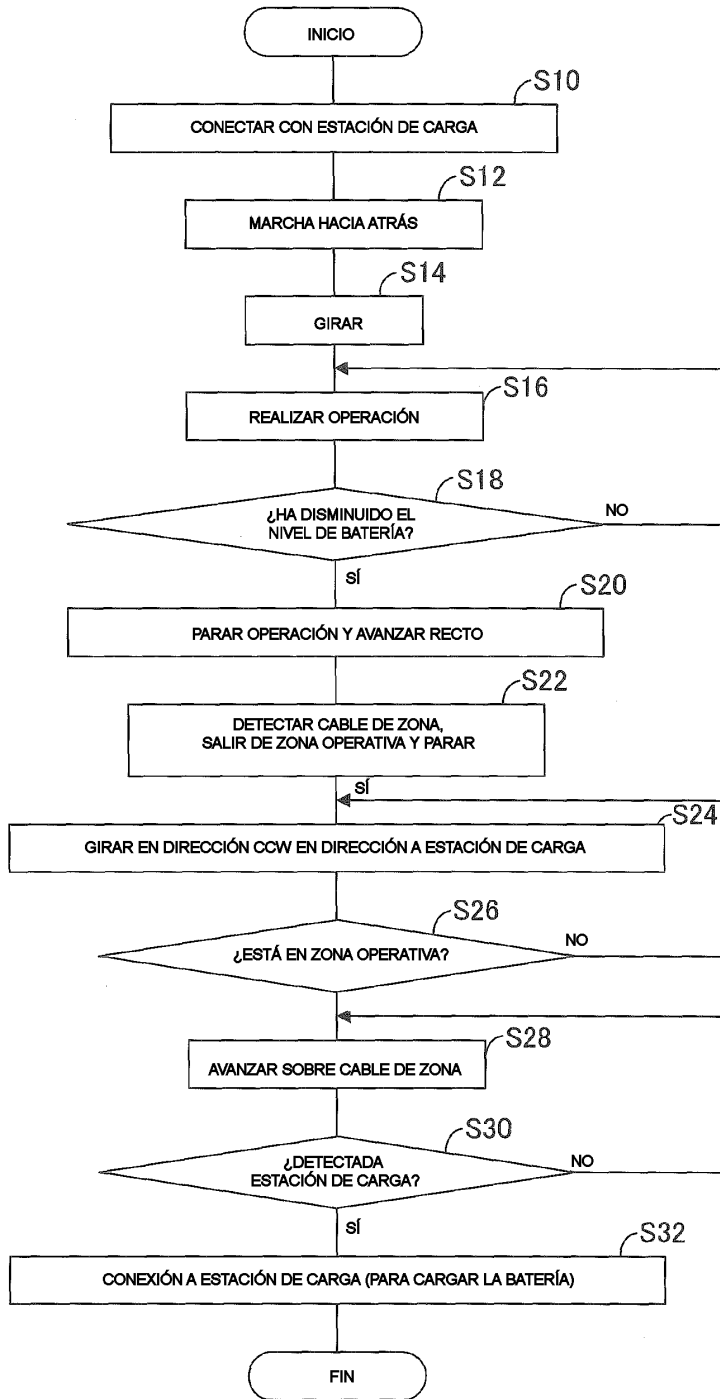 INICIO
S10
CONECTAR CON ESTACIÓN DE CARGA
S12
MARCHA HACIA ATRÁS
S14
GIRAR
S16
REALIZAR OPERACIÓN
S18
¿HA DISMINUIDO EL
NIVEL DE BATERÍA?
NO
SÍ
S20
PARAR OPERACIÓN Y AVANZAR RECTO
S22
DETECTAR CABLE DE ZONA,
SALIR DE ZONA OPERATIVA Y PARAR
SÍ
S24
GIRAR EN DIRECCIÓN CCW EN DIRECCIÓN A ESTACIÓN DE CARGA
S26
¿ESTÁ EN ZONA OPERATIVA?
NO
S28
AVANZAR SOBRE CABLE DE ZONA
S30
¿DETECTADA
ESTACIÓN DE CARGA?
NO
SÍ
S32
CONEXIÓN A ESTACIÓN DE CARGA (PARA CARGAR LA BATERÍA)
FIN